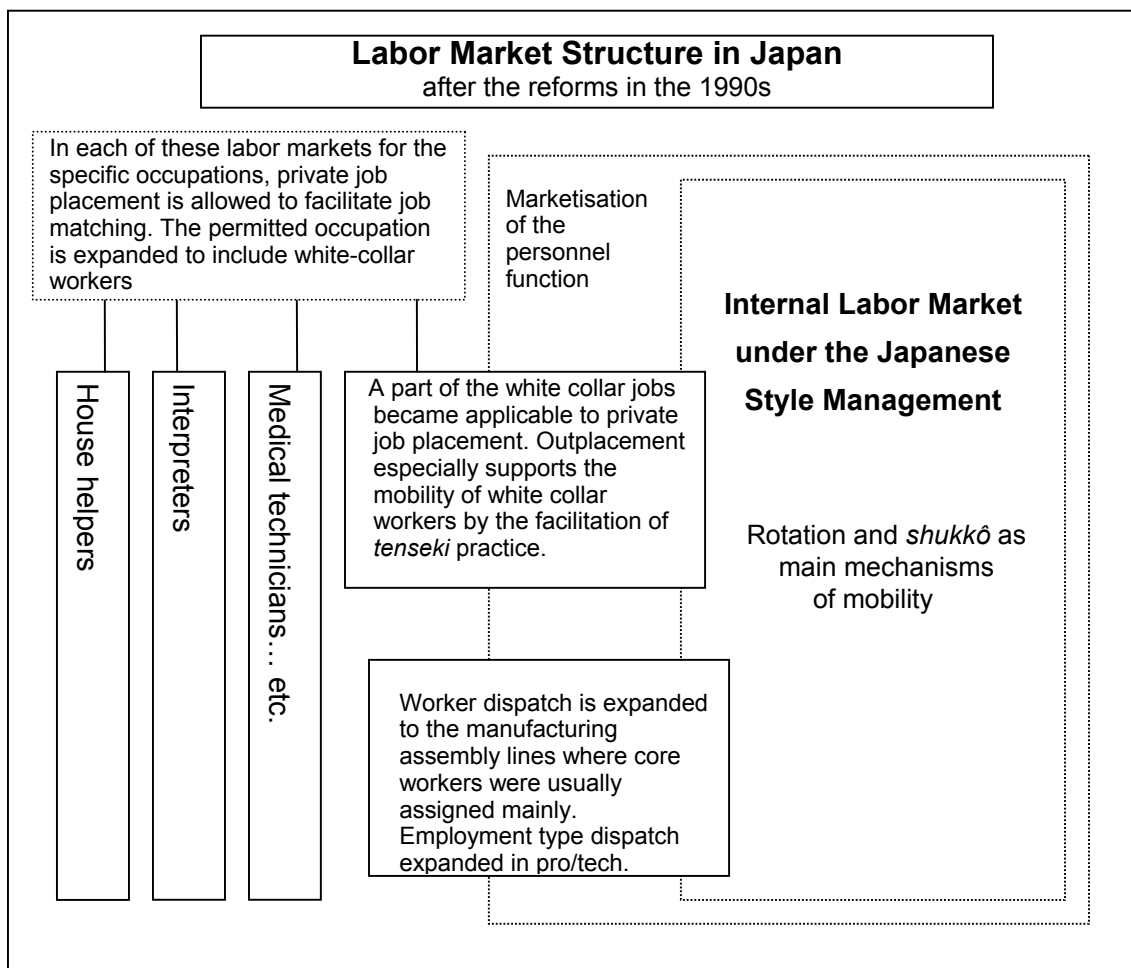 Labor Market Structure in Japan
after the reforms in the 1990s
In each of these labor markets for the
specific occupations, private job
placement is allowed to facilitate job
matching. The permitted occupation
is expanded to include white-collar
workers
Marketisation
of the
personnel
function
Internal Labor Market
under the Japanese
Style Management
Rotation and shukkô as
main mechanisms
of mobility
House helpers
Interpreters
Medical technicians… etc.
A part of the white collar jobs
became applicable to private
job placement. Outplacement
especially supports the
mobility of white collar
workers by the facilitation of
tenseki practice.
Worker dispatch is expanded
to the manufacturing
assembly lines where core
workers were usually
assigned mainly.
Employment type dispatch
expanded in pro/tech.